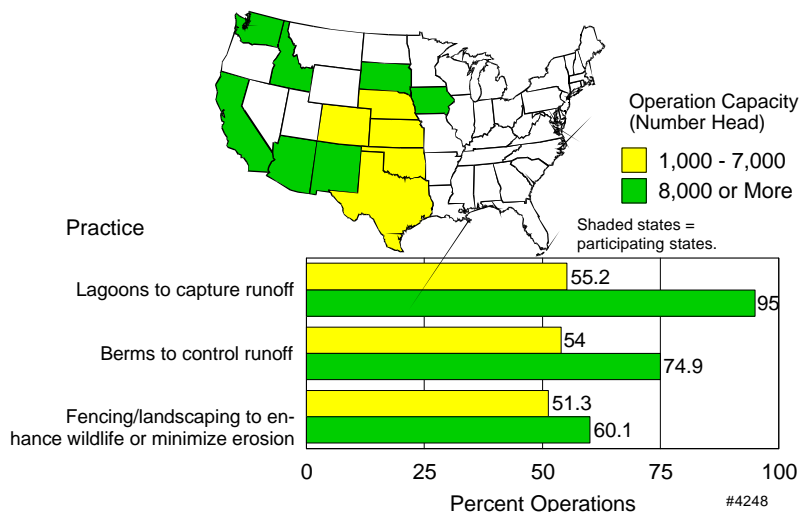 Operation Capacity
(Number Head)
1,000 - 7,000
8,000 or More
Shaded states =
participating states.
Practice
Lagoons to capture runoff
55.2
95
Berms to control runoff
54
74.9
Fencing/landscaping to en-
hance wildlife or minimize erosion
51.3
60.1
0 25 50 75 100
Percent Operations
#4248